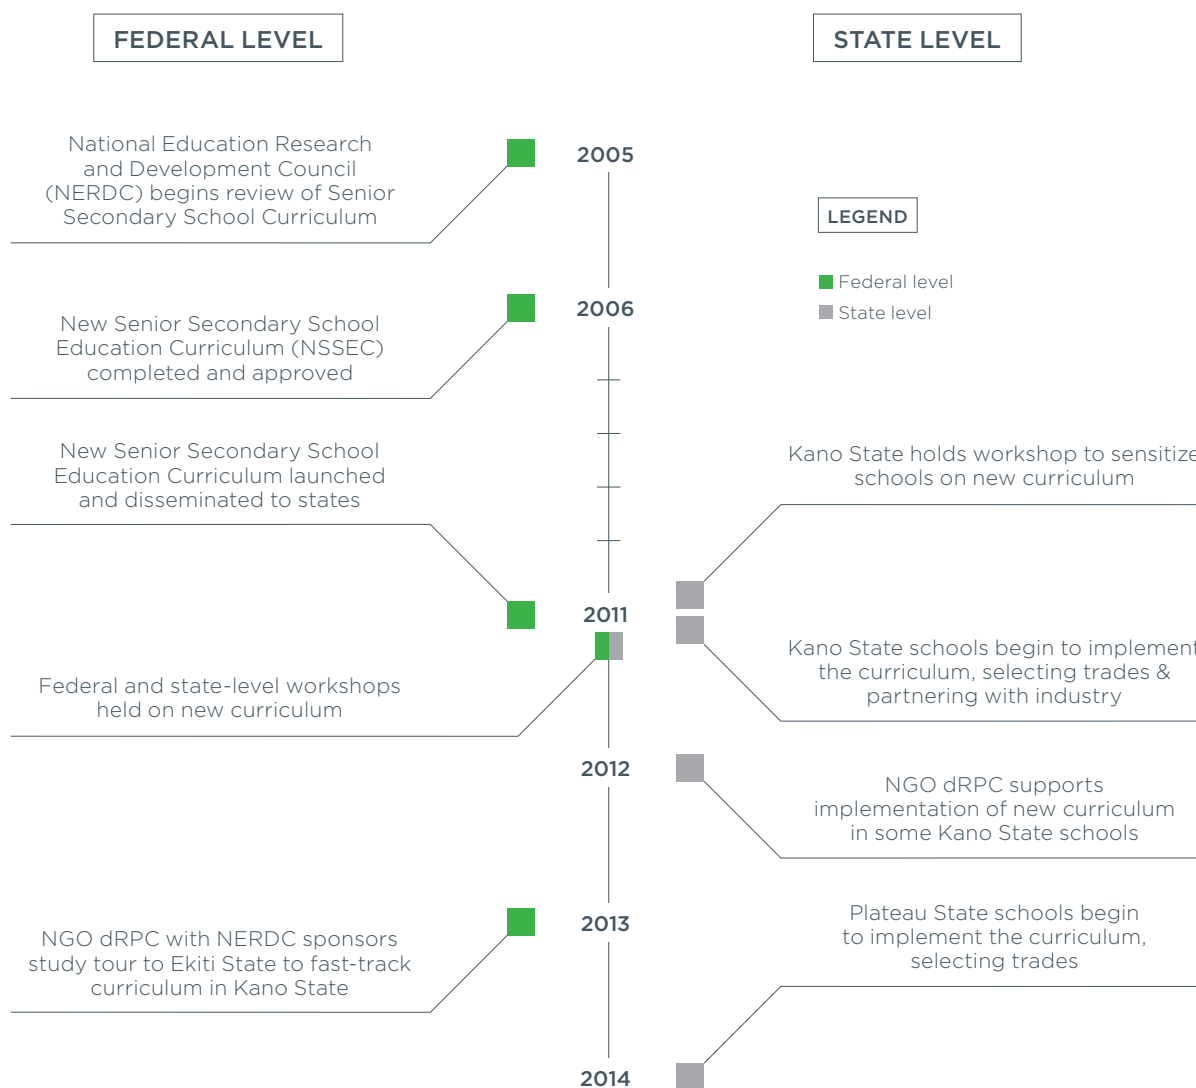 FEDERAL LEVEL
STATE LEVEL
National Education Research
and Development Council
(NERDC) begins review of Senior
Secondary School Curriculum
2005
LEGEND
Federal level
State level
2006
New Senior Secondary School
Education Curriculum (NSSEC)
completed and approved
New Senior Secondary School
Education Curriculum launched
and disseminated to states
Kano State holds workshop to sensitize
schools on new curriculum
2011
Kano State schools begin to implement
the curriculum, selecting trades &
partnering with industry
Federal and state-level workshops
held on new curriculum
2012
NGO dRPC supports
implementation of new curriculum
in some Kano State schools
2013
NGO dRPC with NERDC sponsors
study tour to Ekiti State to fast-track
curriculum in Kano State
Plateau State schools begin
to implement the curriculum,
selecting trades
2014